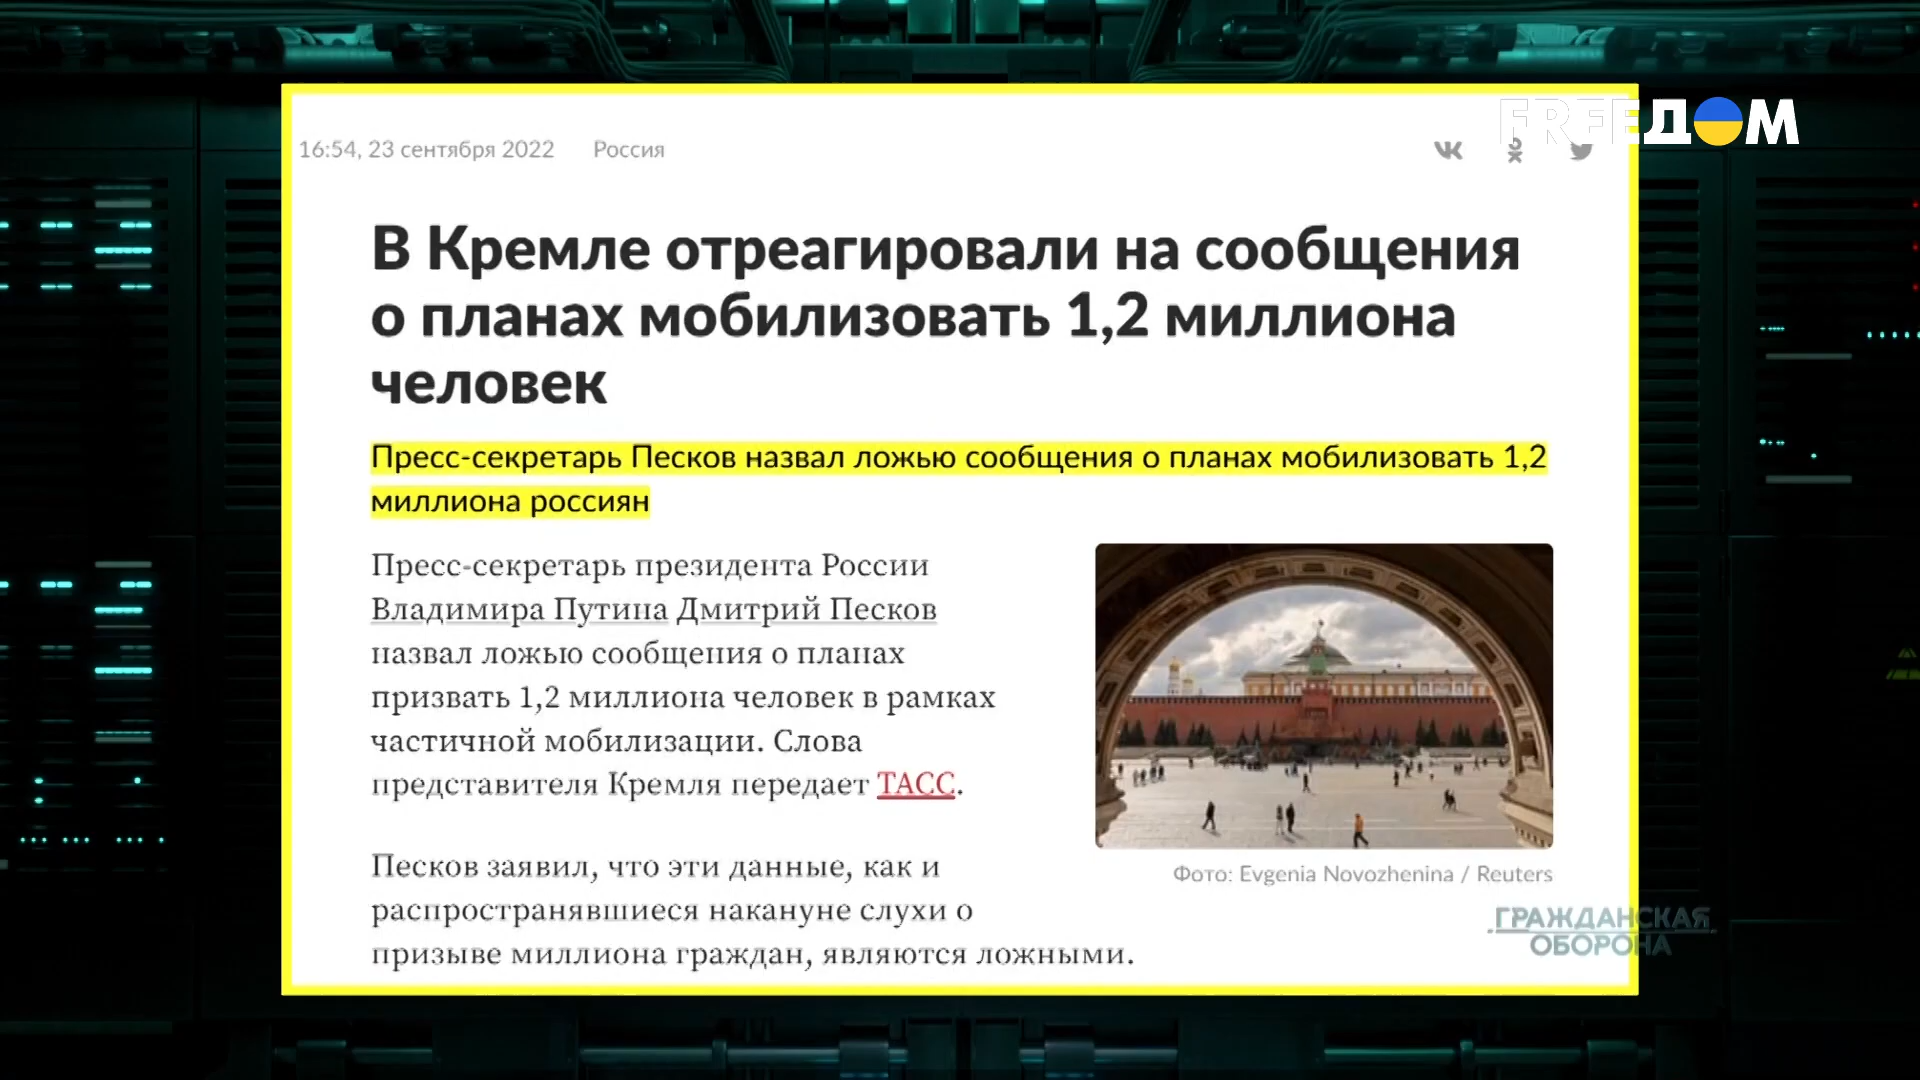 FREEДOM
16:54, 23 сентября 2022 Россия
В Кремле отреагировали на сообщения
о планах мобилизовать 1,2 миллиона
человек
Пресс-секретарь Песков назвал ложью сообщения о планах мобилизовать 1,2
миллиона россиян
Пресс-секретарь президента России
Владимира Путина Дмитрий Песков
назвал ложью сообщения о планах
призвать 1,2 миллиона человек в рамках
частичной мобилизации. Слова
представителя Кремля передает ТАСС.
Песков заявил, что эти данные, как и
распространявшиеся накануне слухи о
призыве миллиона граждан, являются ложными.
Фото: Evgenia Novozhenina / Reuters
ГРАЖДАНСКАЯ
ОБОРОНА